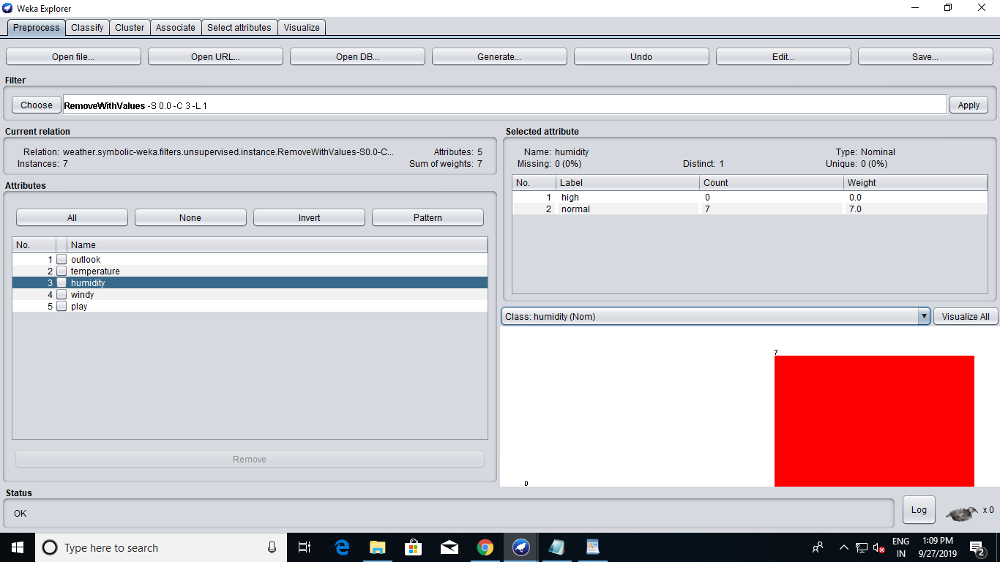 Weka Explorer
Preprocess Classify Cluster Associate Select attributes Visualize
Open file... Open URL... Open DB... Generate... Undo Edit... Save...
Filter
Choose RemoveWithValues -S 0.0 -C 3 -L 1 Apply
Current relation
Relation: weather.symbolic-weka.filters.unsupervised.instance.RemoveWithValues-S0.0-C... Attributes: 5
Instances: 7 Sum of weights: 7
Attributes
All None Invert Pattern
No. Name
1 outlook
2 temperature
3 humidity
4 windy
5 play
Remove
Selected attribute
Name: humidity Type: Nominal
Missing: 0 (0%) Distinct: 1 Unique: 0 (0%)
No. Label Count Weight
1 high 0 0.0
2 normal 7 7.0
Class: humidity (Nom) Visualize All
7
0
Status
OK Log x 0
Type here to search
ENG
IN
1:09 PM
9/27/2019
2